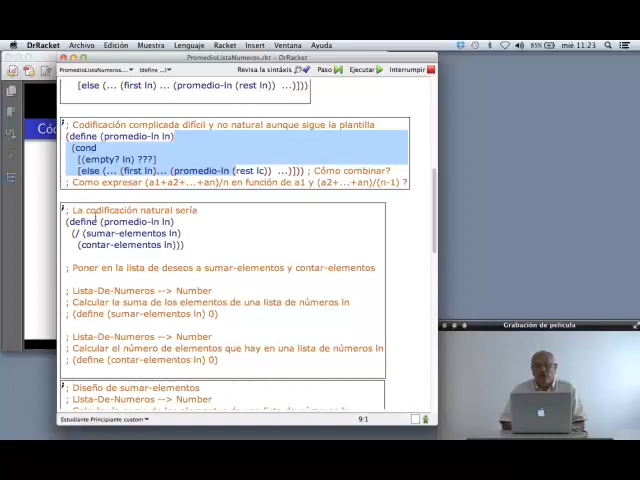 DrRacket Archivo Edición Muestra Lenguaje Racket Insert Ventana Ayuda 85% mié 11:23
PromedioListaNumeros.rkt - DrRacket
PromedioListaNumeros.... (define ...) Revisa la sintáxis Paso Ejecutar Interrumpir
Có
[else (... (first ln) ... (promedio-ln (rest ln)) ...)]))
; Codificación complicada difícil y no natural aunque sigue la plantilla
(define (promedio-ln ln)
(cond
[(empty? ln) ???]
[else (... (first ln)... (promedio-ln (rest lc)) ...)])) ; Cómo combinar?
; Como expresar (a1+a2+...+an)/n en función de a1 y (a2+...+an)/(n-1) ?
; La codificación natural sería
(define (promedio-ln ln)
(/ (sumar-elementos ln)
(contar-elementos ln)))
; Poner en la lista de deseos a sumar-elementos y contar-elementos
; Lista-De-Numeros --> Number
; Calcular la suma de los elementos de una lista de números ln
; (define (sumar-elementos ln) 0)
; Lista-De-Numeros --> Number
; Calcular el número de elementos que hay en una lista de números ln
; (define (contar-elementos ln) 0)
; Diseño de sumar-elementos
; Lista-De-Numeros --> Number
Grabación de película
Estudiante Principiante custom 9:1